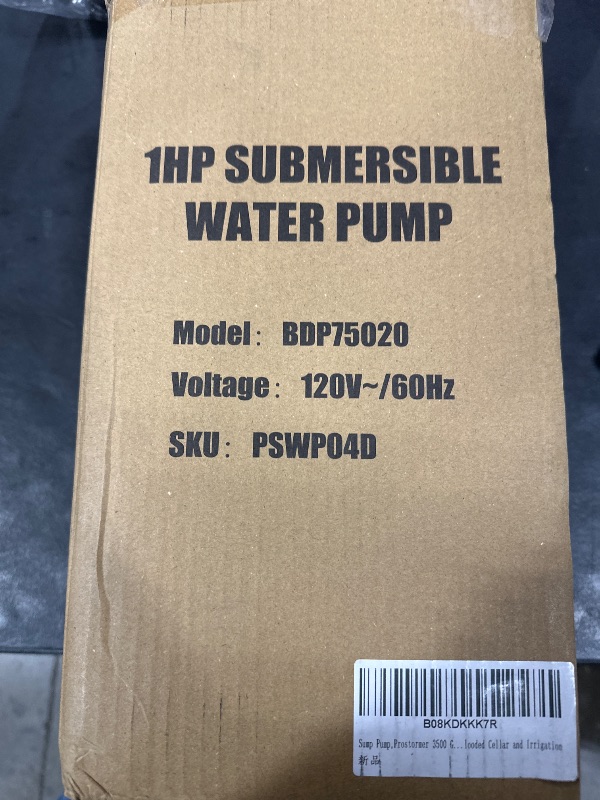 1HP SUBMERSIBLE
WATER PUMP
Model: BDP75020
Voltage: 120V~/60Hz
SKU: PSWP04D
B08KDKKK7R
Sump Pump,Prostormer 3500 G...looded Cellar and Irrigation
新品